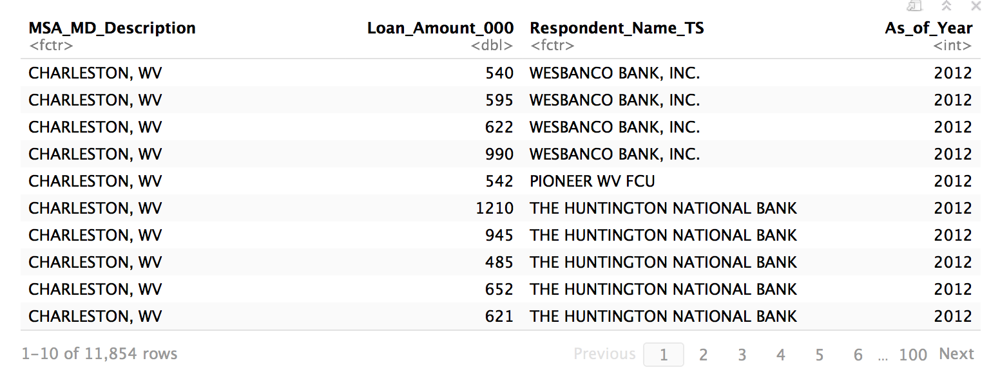 MSA_MD_Description Loan_Amount_000 Respondent_Name_TS As_of_Year
<fctr> <dbl> <fctr> <int>
CHARLESTON, WV 540 WESBANCO BANK, INC. 2012
CHARLESTON, WV 595 WESBANCO BANK, INC. 2012
CHARLESTON, WV 622 WESBANCO BANK, INC. 2012
CHARLESTON, WV 990 WESBANCO BANK, INC. 2012
CHARLESTON, WV 542 PIONEER WV FCU 2012
CHARLESTON, WV 1210 THE HUNTINGTON NATIONAL BANK 2012
CHARLESTON, WV 945 THE HUNTINGTON NATIONAL BANK 2012
CHARLESTON, WV 485 THE HUNTINGTON NATIONAL BANK 2012
CHARLESTON, WV 652 THE HUNTINGTON NATIONAL BANK 2012
CHARLESTON, WV 621 THE HUNTINGTON NATIONAL BANK 2012
1-10 of 11,854 rows Previous 1 2 3 4 5 6 ... 100 Next